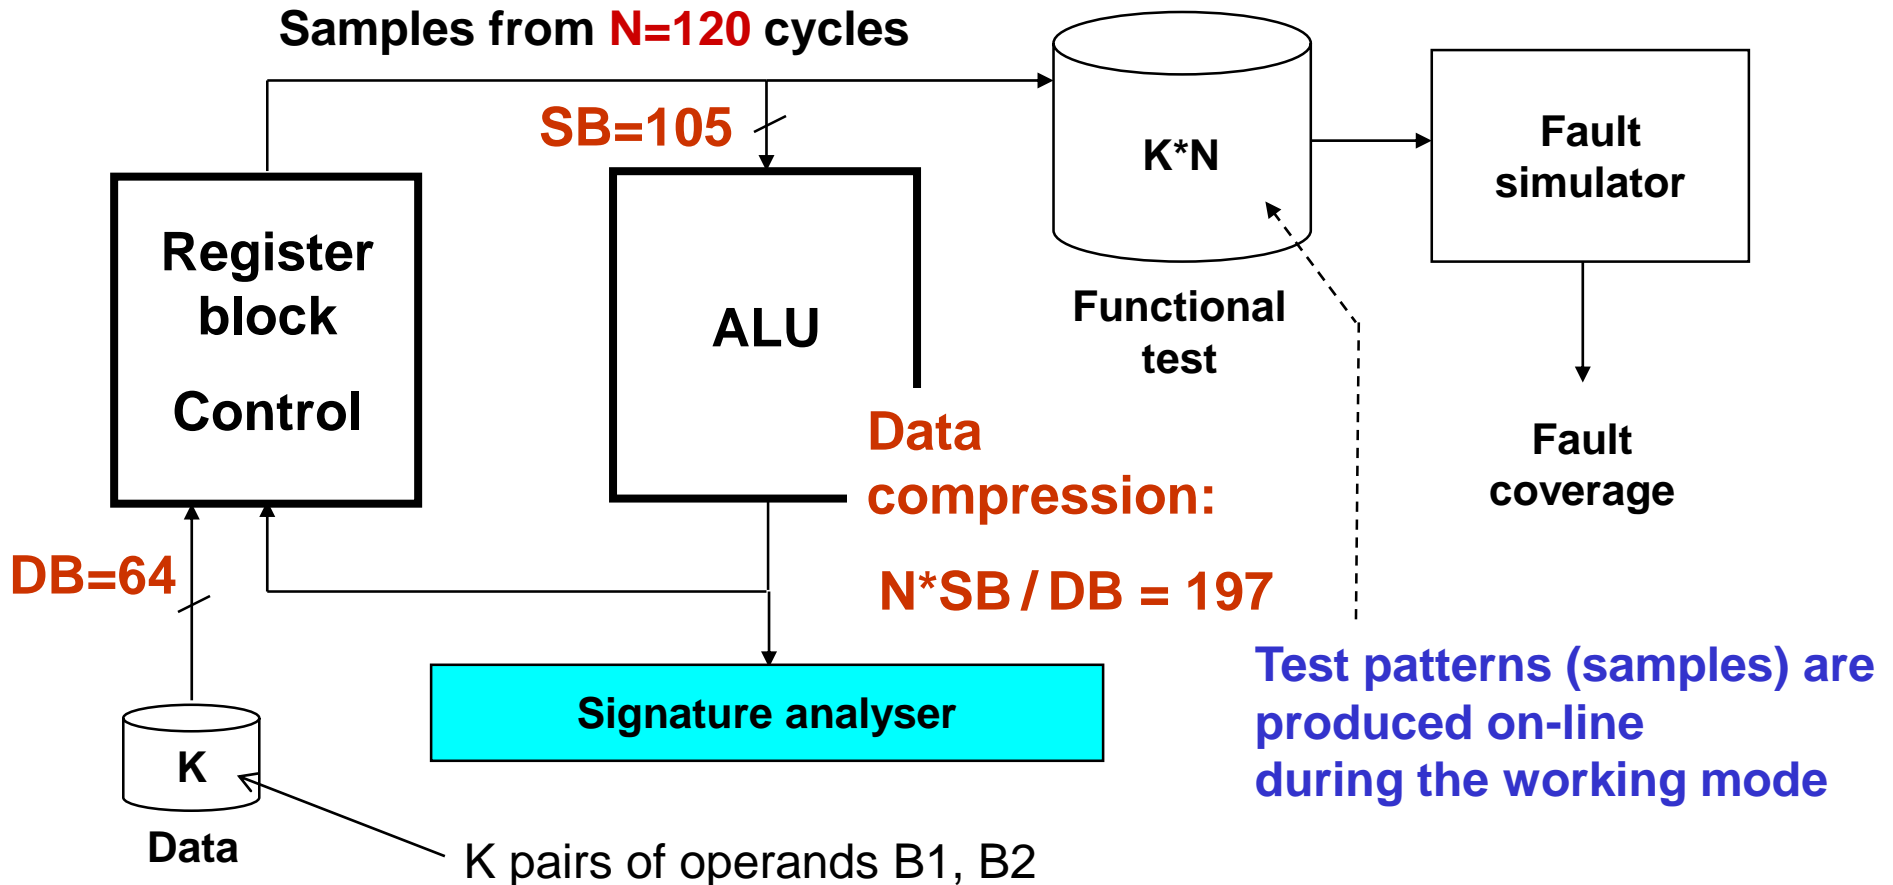 Samples from N=120 cycles
SB=105
K*N
Fault
simulator
Register
block
Control
ALU
Functional
test
Data
compression:
N*SB / DB = 197
Fault
coverage
DB=64
Signature analyser
Test patterns (samples) are
produced on-line
during the working mode
K
Data
K pairs of operands B1, B2